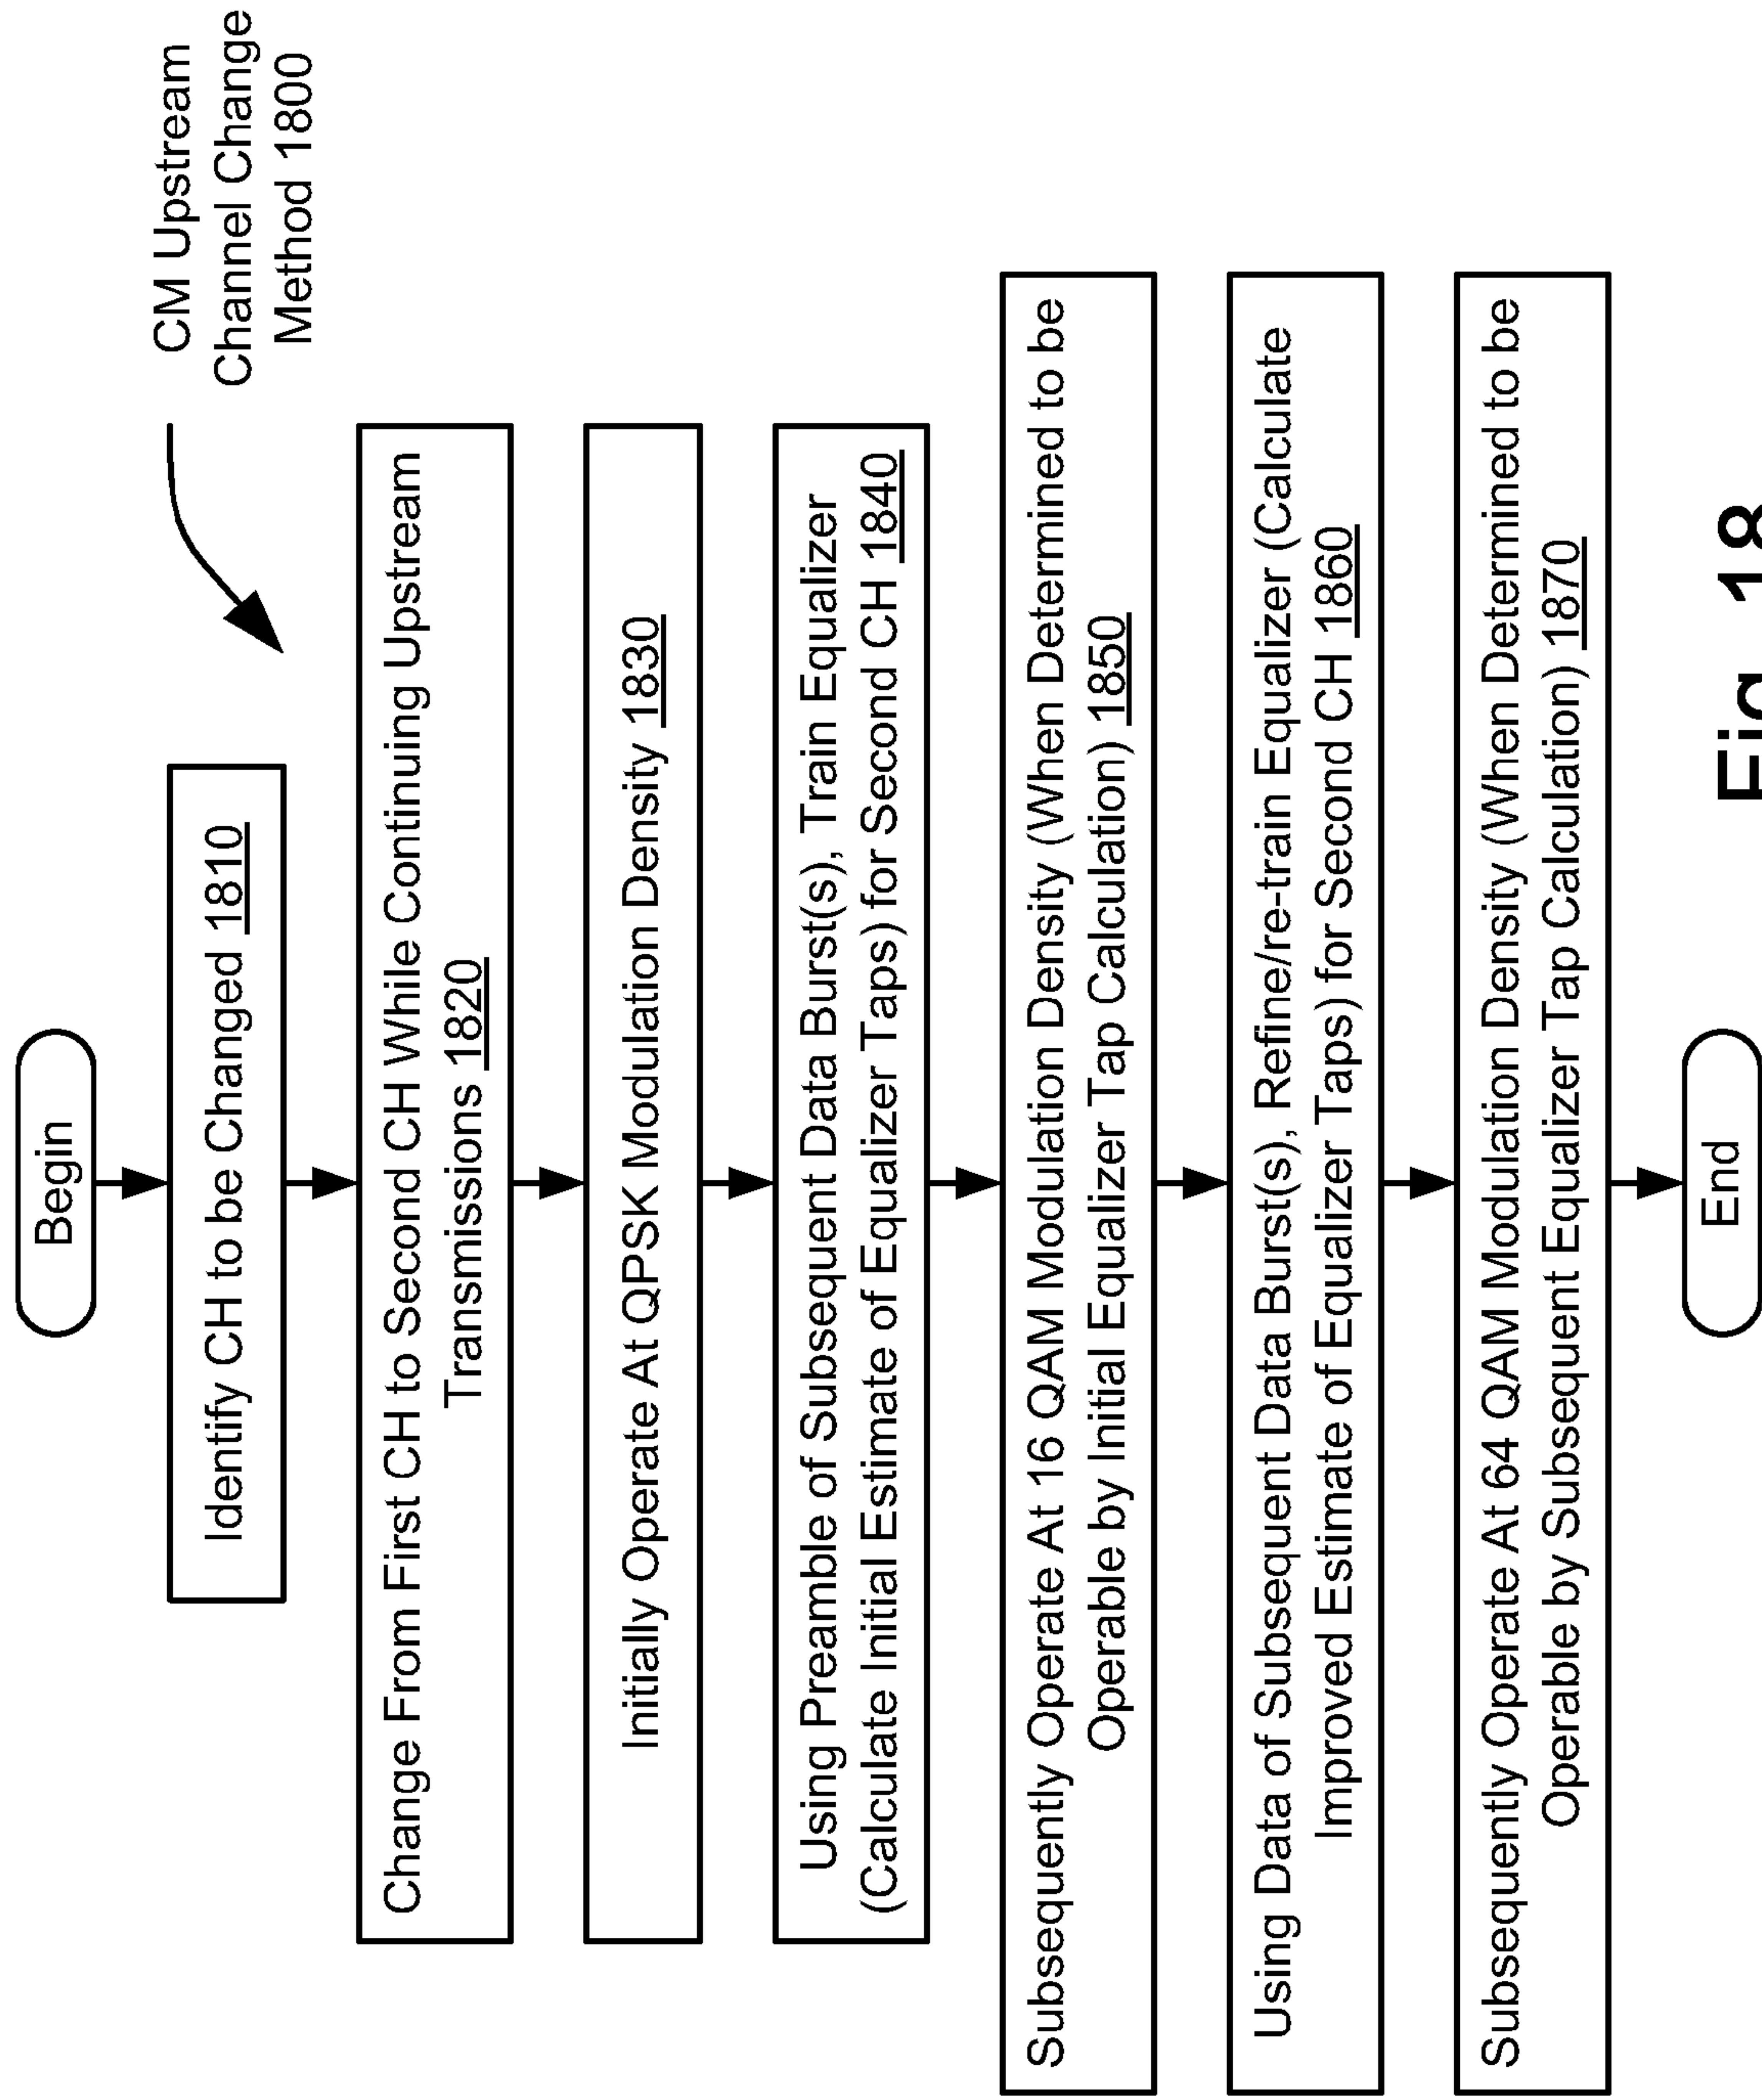 CM Upstream
Channel Change
Method 1800
Begin
Identify CH to be Changed 1810
Change From First CH to Second CH While Continuing Upstream
Transmissions 1820
Initially Operate At QPSK Modulation Density 1830
Using Preamble of Subsequent Data Burst(s), Train Equalizer
(Calculate Initial Estimate of Equalizer Taps) for Second CH 1840
Subsequently Operate At 16 QAM Modulation Density (When Determined to be
Operable by Initial Equalizer Tap Calculation) 1850
Using Data of Subsequent Data Burst(s), Refine/re-train Equalizer (Calculate
Improved Estimate of Equalizer Taps) for Second CH 1860
Subsequently Operate At 64 QAM Modulation Density (When Determined to be
Operable by Subsequent Equalizer Tap Calculation) 1870
End
Fig. 18